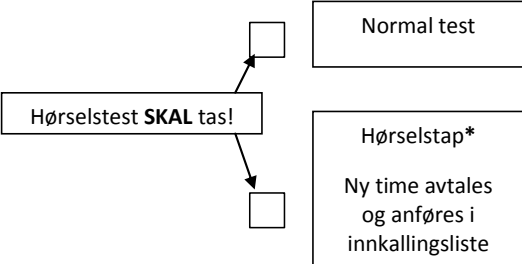 Normal test
Hørselstest SKAL tas!
Hørselstap*
Ny time avtales
og anføres i
innkallingsliste